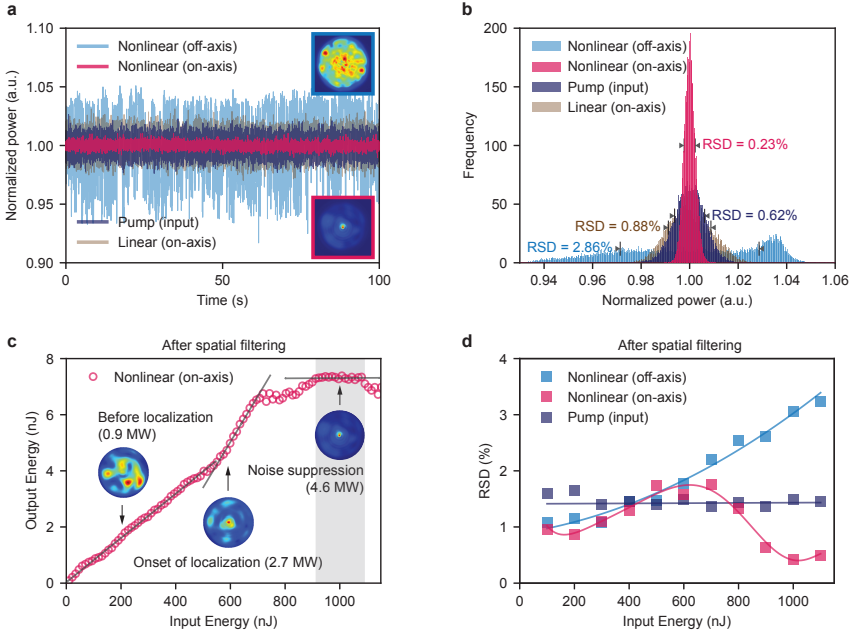 a
Normalized power (a.u.)
1.10
1.05
1.00
0.95
0.90
Nonlinear (off-axis)
Nonlinear (on-axis)
Pump (input)
Linear (on-axis)
0
50
100
Time (s)
b
Frequency
200
150
100
50
0
Nonlinear (off-axis)
Nonlinear (on-axis)
Pump (input)
Linear (on-axis)
RSD = 0.23%
RSD = 0.62%
RSD = 0.88%
RSD = 2.86%
0.94
0.96
0.98
1.00
1.02
1.04
1.06
Normalized power (a.u.)
c
After spatial filtering
Output Energy (nJ)
8
6
4
2
0
Nonlinear (on-axis)
Before localization
(0.9 MW)
Noise suppression
(4.6 MW)
Onset of localization (2.7 MW)
0
200
400
600
800
1000
Input Energy (nJ)
d
After spatial filtering
RSD (%)
4
3
2
1
0
Nonlinear (off-axis)
Nonlinear (on-axis)
Pump (input)
0
200
400
600
800
1000
Input Energy (nJ)